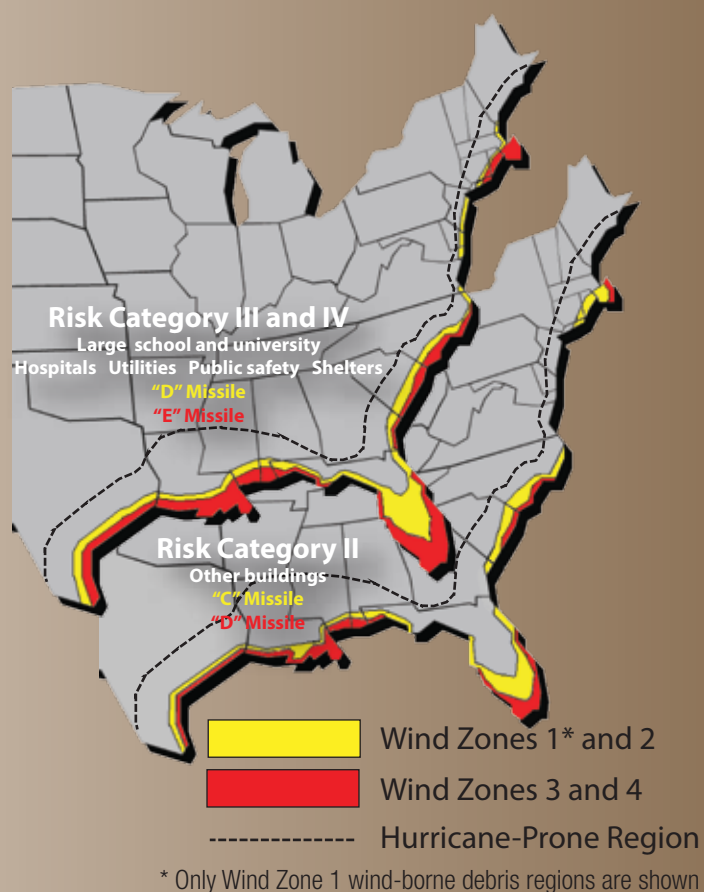 Risk Category III and IV
Large school and university
Hospitals Utilities Public safety Shelters
“D” Missile
“E” Missile
Risk Category II
Other buildings
“C” Missile
“D” Missile
Wind Zones 1* and 2
Wind Zones 3 and 4
Hurricane-Prone Region
* Only Wind Zone 1 wind-borne debris regions are shown